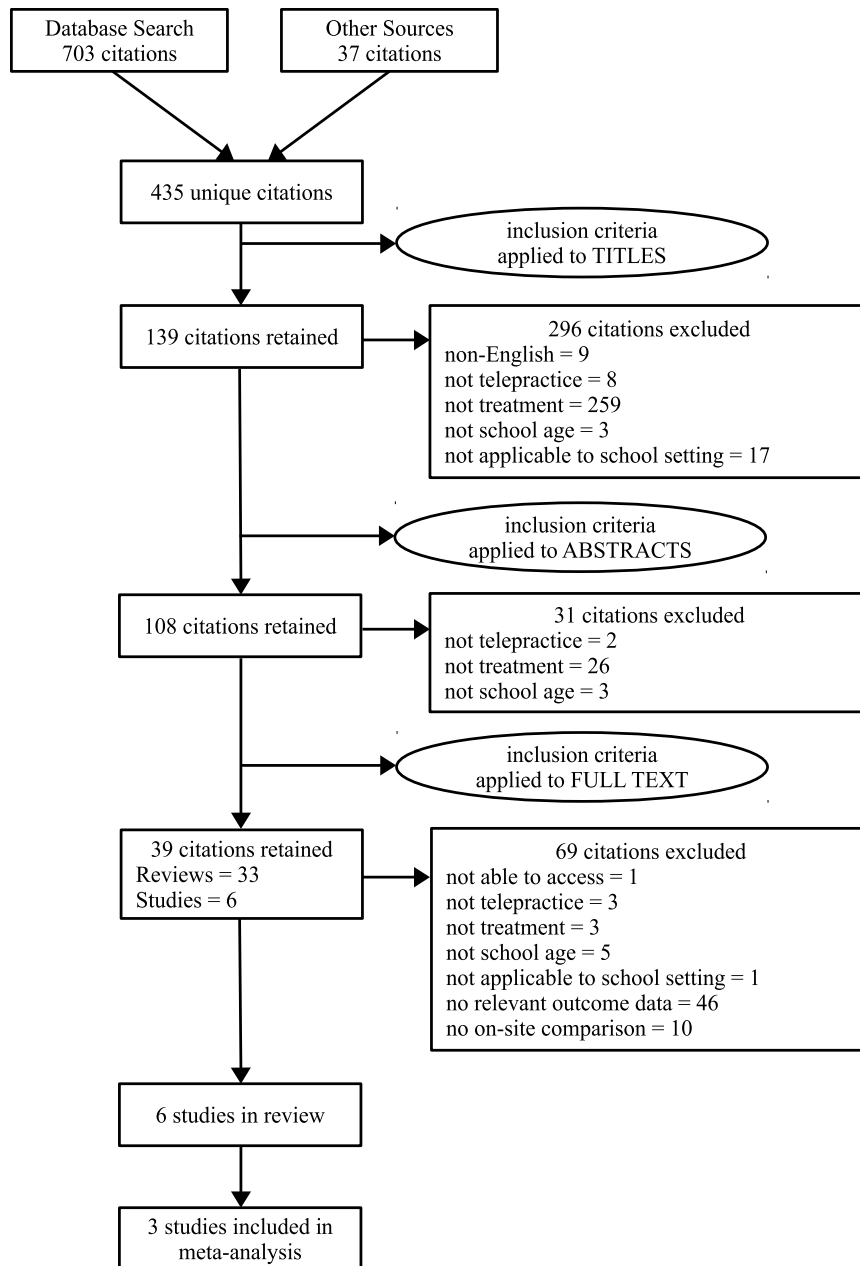 Database Search
703 citations
Other Sources
37 citations
435 unique citations
inclusion criteria
applied to TITLES
139 citations retained
296 citations excluded
non-English = 9
not telepractice = 8
not treatment = 259
not school age = 3
not applicable to school setting = 17
inclusion criteria
applied to ABSTRACTS
108 citations retained
31 citations excluded
not telepractice = 2
not treatment = 26
not school age = 3
inclusion criteria
applied to FULL TEXT
39 citations retained
Reviews = 33
Studies = 6
69 citations excluded
not able to access = 1
not telepractice = 3
not treatment = 3
not school age = 5
not applicable to school setting = 1
no relevant outcome data = 46
no on-site comparison = 10
6 studies in review
3 studies included in
meta-analysis